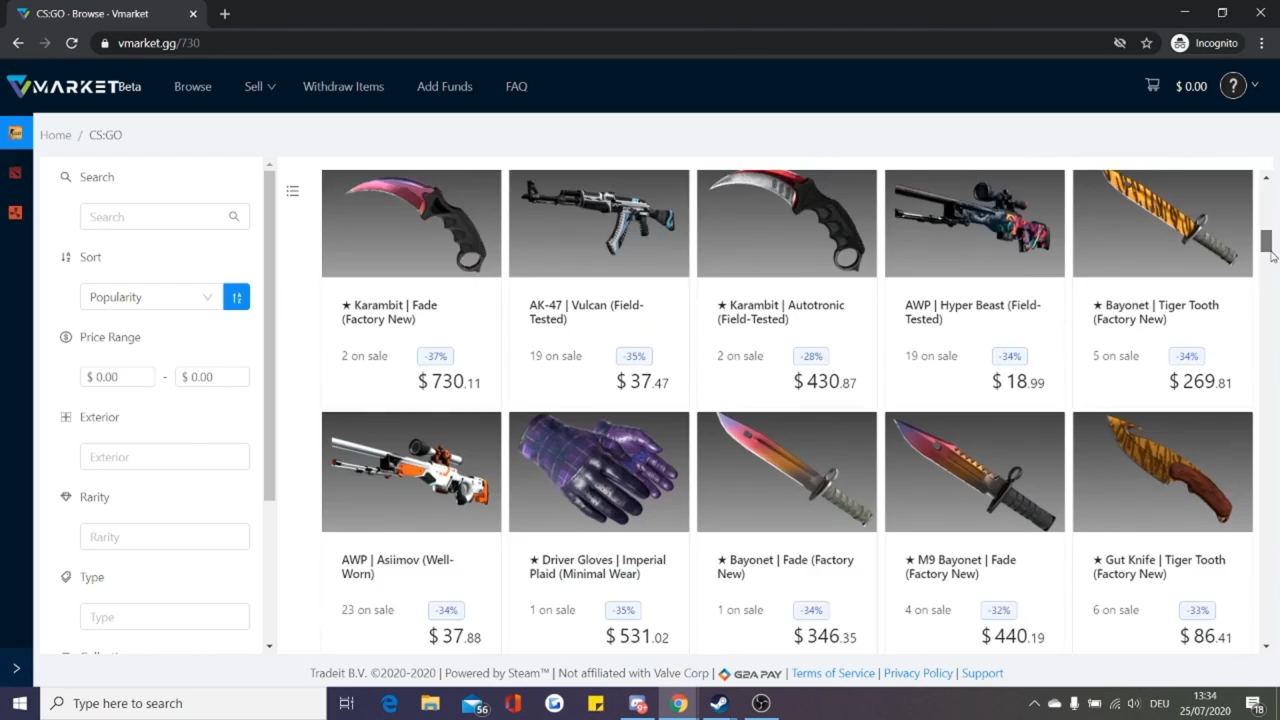 CS:GO - Browse - Vmarket
vmarket.gg/730
Incognito
VMARKET Beta
Browse
Sell
Withdraw Items
Add Funds
FAQ
$ 0.00
?
Home / CS:GO
Search
Search
Sort
Popularity
Price Range
$ 0.00 - $ 0.00
Exterior
Exterior
Rarity
Rarity
Type
Type
★ Karambit | Fade
(Factory New)
2 on sale
-37%
$ 730.11
AK-47 | Vulcan (Field-
Tested)
19 on sale
-35%
$ 37.47
★ Karambit | Autotronic
(Field-Tested)
2 on sale
-28%
$ 430.87
AWP | Hyper Beast (Field-
Tested)
19 on sale
-34%
$ 18.99
★ Bayonet | Tiger Tooth
(Factory New)
5 on sale
-34%
$ 269.81
AWP | Asiimov (Well-
Worn)
23 on sale
-34%
$ 37.88
★ Driver Gloves | Imperial
Plaid (Minimal Wear)
1 on sale
-35%
$ 531.02
★ Bayonet | Fade (Factory
New)
1 on sale
-34%
$ 346.35
★ M9 Bayonet | Fade
(Factory New)
4 on sale
-32%
$ 440.19
★ Gut Knife | Tiger Tooth
(Factory New)
6 on sale
-33%
$ 86.41
Tradeit B.V. ©2020-2020 | Powered by Steam™ | Not affiliated with Valve Corp | G2A PAY | Terms of Service | Privacy Policy | Support
Type here to search
56
DEU
13:34
25/07/2020
18